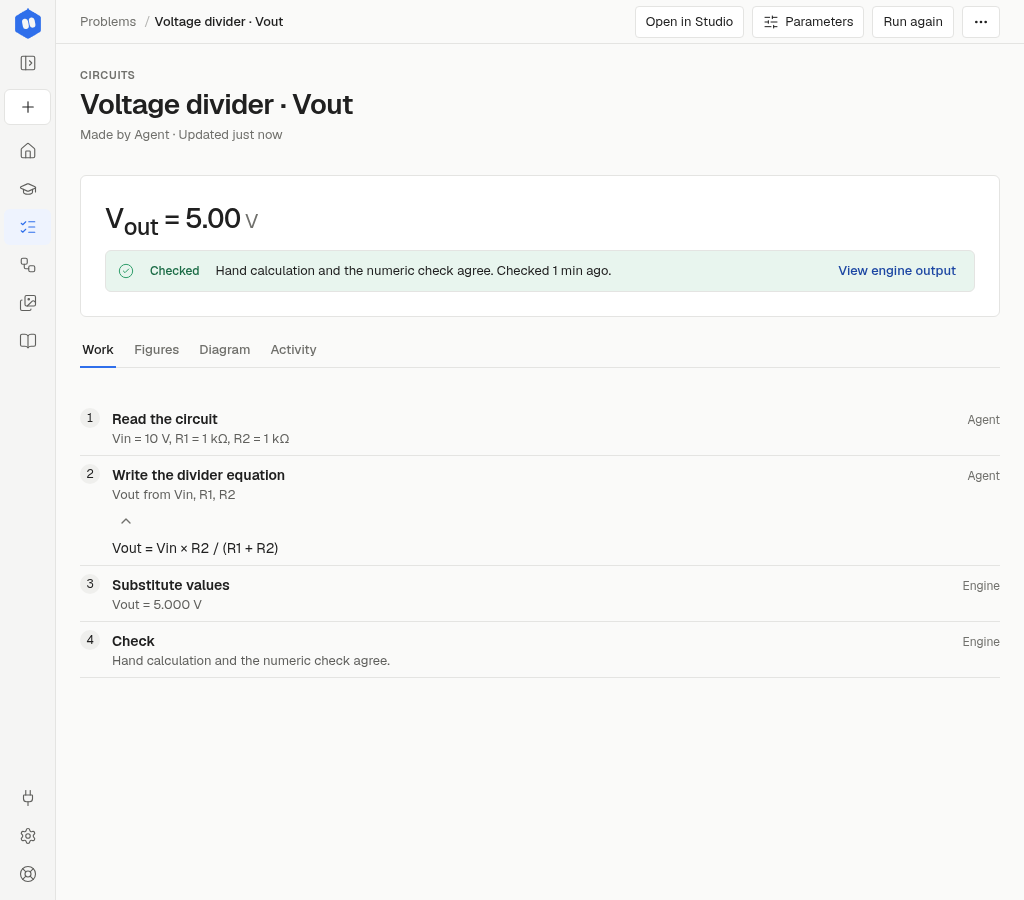 Problems / Voltage divider · Vout
Open in Studio
Parameters
Run again
CIRCUITS
Voltage divider · Vout
Made by Agent · Updated just now
Vout = 5.00 V
Checked Hand calculation and the numeric check agree. Checked 1 min ago. View engine output
Work Figures Diagram Activity
1 Read the circuit Agent
Vin = 10 V, R1 = 1 kΩ, R2 = 1 kΩ
2 Write the divider equation Agent
Vout from Vin, R1, R2
Vout = Vin × R2 / (R1 + R2)
3 Substitute values Engine
Vout = 5.000 V
4 Check Engine
Hand calculation and the numeric check agree.